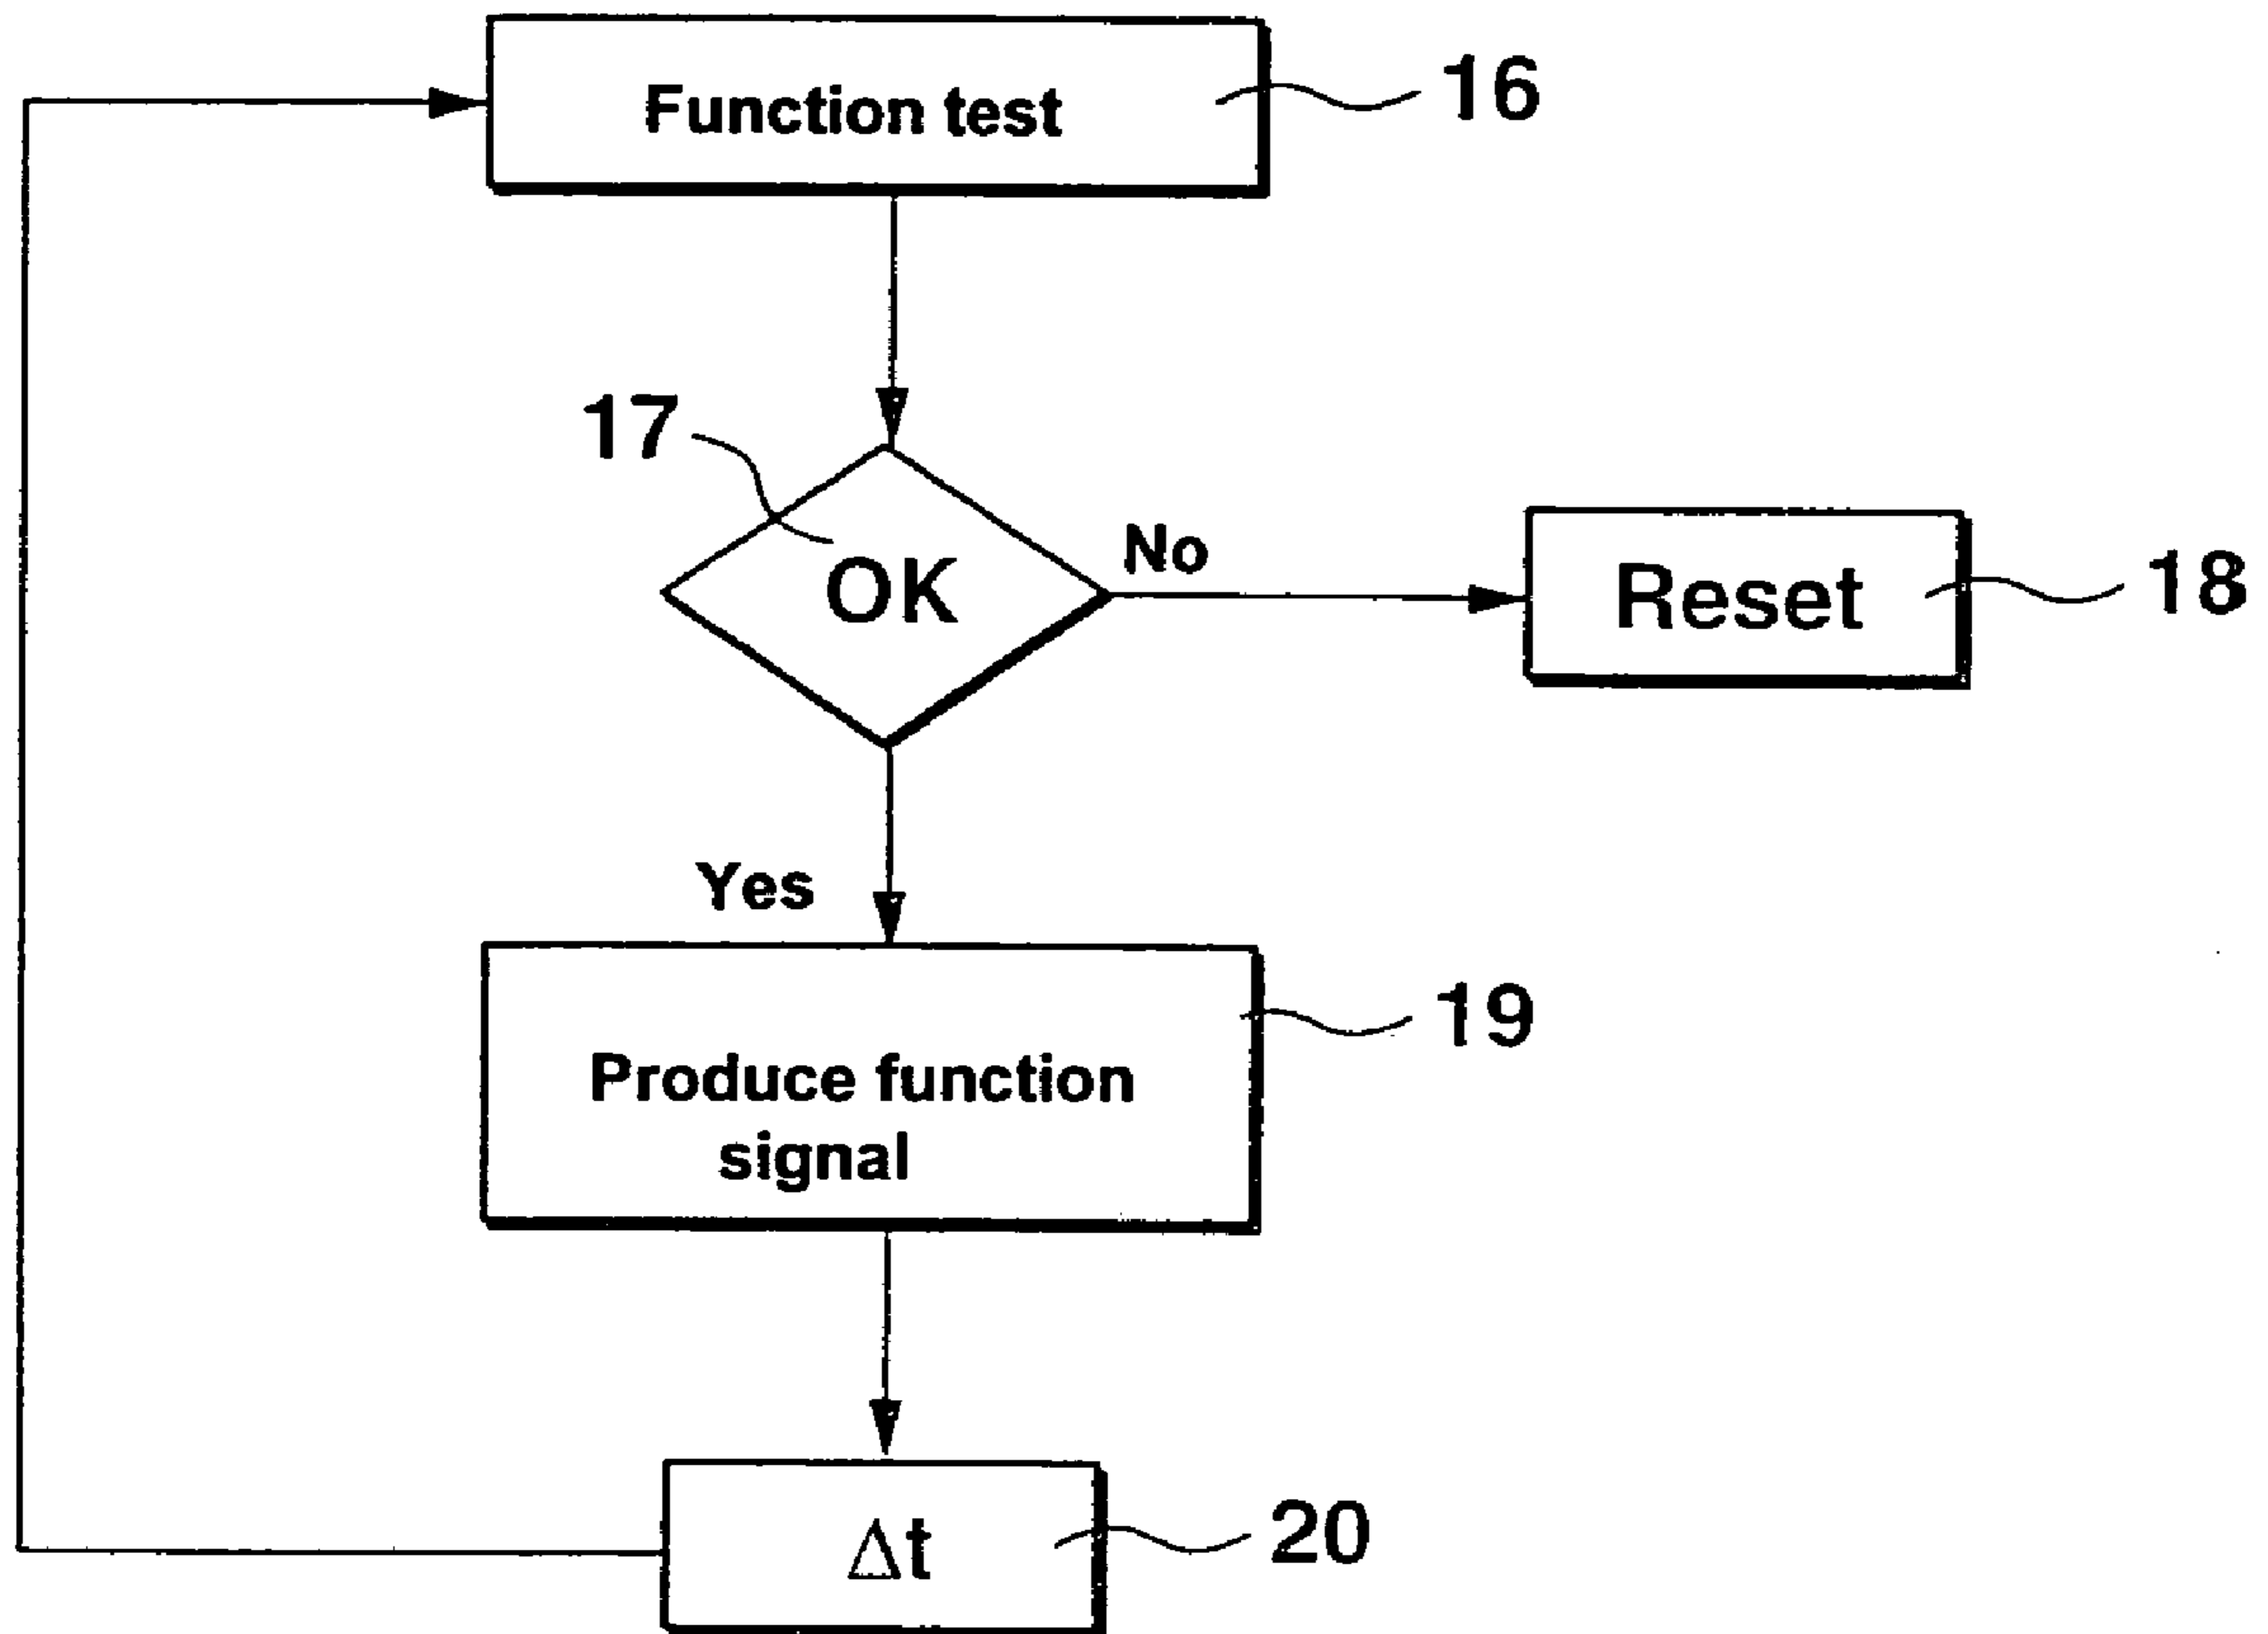 Function test
16
17
OK
No
Reset
18
Yes
19
Produce function
signal
Δt
20